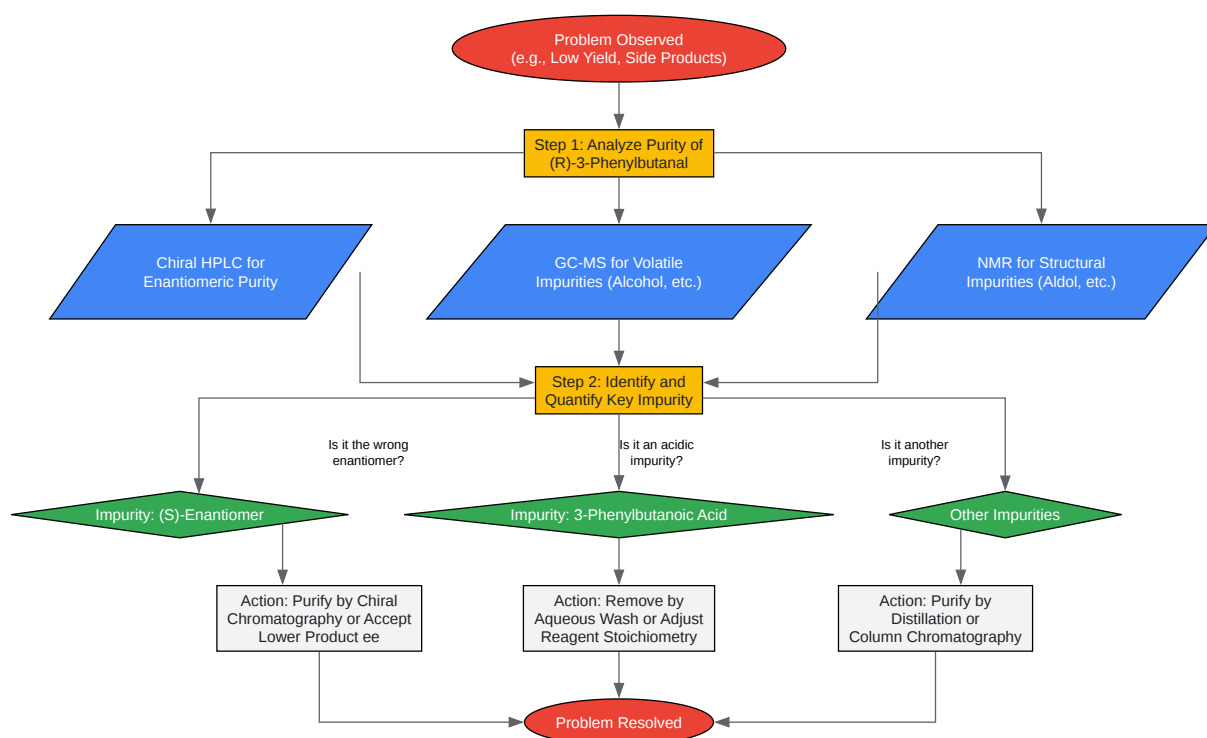 Problem Observed
(e.g., Low Yield, Side Products)
Step 1: Analyze Purity of
(R)-3-Phenylbutanal
Chiral HPLC for
Enantiomeric Purity
GC-MS for Volatile
Impurities (Alcohol, etc.)
NMR for Structural
Impurities (Aldol, etc.)
Step 2: Identify and
Quantify Key Impurity
Is it the wrong
enantiomer?
Is it an acidic
impurity?
Is it another
impurity?
Impurity: (S)-Enantiomer
Impurity: 3-Phenylbutanoic Acid
Other Impurities
Action: Purify by Chiral
Chromatography or Accept
Lower Product ee
Action: Remove by
Aqueous Wash or Adjust
Reagent Stoichiometry
Action: Purify by
Distillation or
Column Chromatography
Problem Resolved